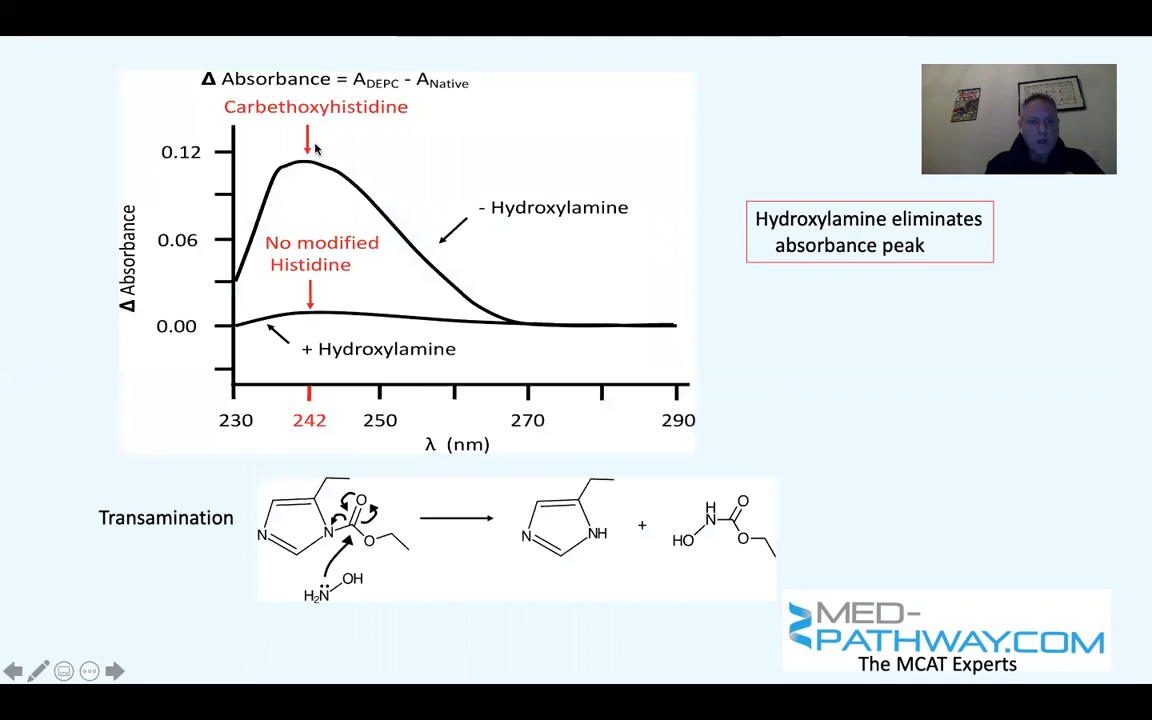 Δ Absorbance = A_DEPC - A_Native
Carbethoxyhistidine
0.12
- Hydroxylamine
Hydroxylamine eliminates
absorbance peak
Δ Absorbance
0.06
No modified
Histidine
0.00
+ Hydroxylamine
230 242 250 270 290
λ (nm)
Transamination
O
N
N
O
H2N
OH
N
NH
+
H
N
O
HO
O
MED-
PATHWAY.COM
The MCAT Experts